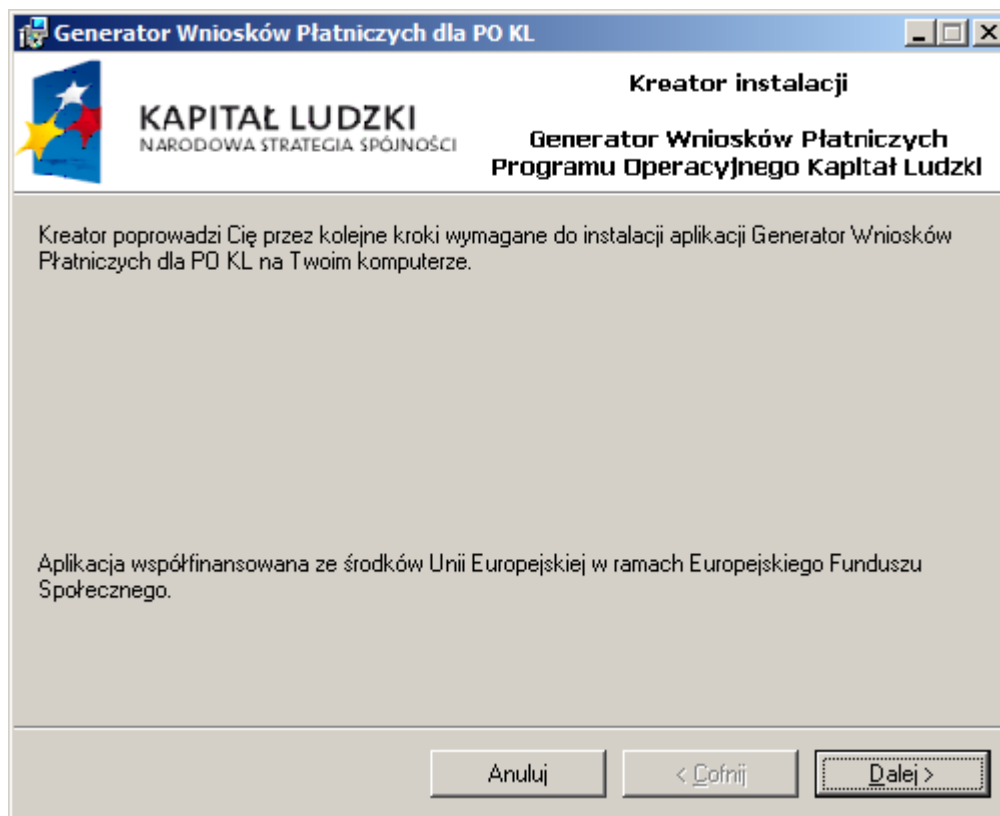 Generator Wniosków Płatniczych dla PO KL
KAPITAŁ LUDZKI
NARODOWA STRATEGIA SPÓJNOŚCI
Kreator instalacji
Generator Wniosków Płatniczych
Programu Operacyjnego Kapitał Ludzki
Kreator poprowadzi Cię przez kolejne kroki wymagane do instalacji aplikacji Generator Wniosków
Płatniczych dla PO KL na Twoim komputerze.
Aplikacja współfinansowana ze środków Unii Europejskiej w ramach Europejskiego Funduszu
Społecznego.
Anuluj
< Cofnij
Dalej >